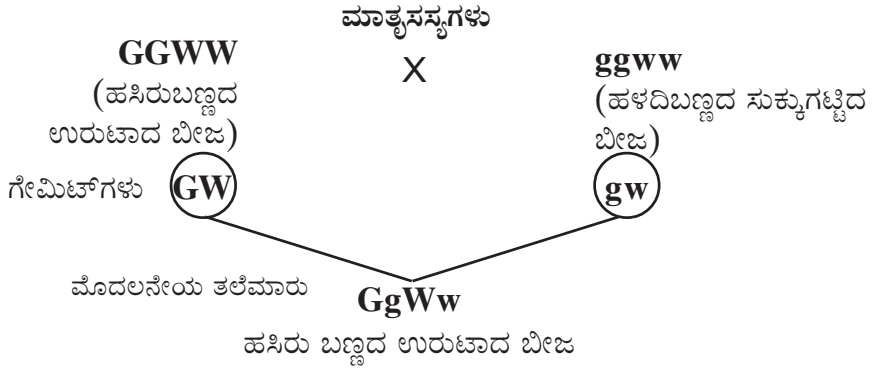 ಮಾತೃಸಸ್ಯಗಳು
GGWW X ggww
(ಹಸಿರುಬಣ್ಣದ (ಹಳದಿಬಣ್ಣದ ಸುಕ್ಕುಗಟ್ಟಿದ
ಉರುಟಾದ ಬೀಜ) ಬೀಜ)
ಗೇಮಿಟ್‌ಗಳು GW gw
ಮೊದಲನೇಯ ತಲೆಮಾರು GgWw
ಹಸಿರು ಬಣ್ಣದ ಉರುಟಾದ ಬೀಜ